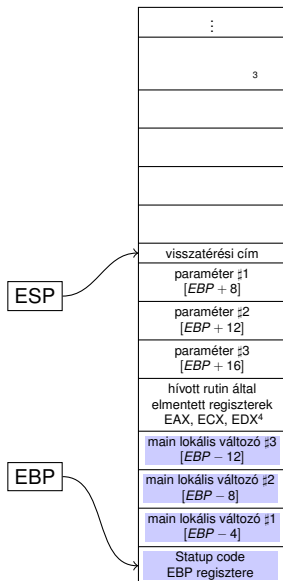 ⋮
3
visszatérési cím
paraméter ♯1
[EBP + 8]
ESP
paraméter ♯2
[EBP + 12]
paraméter ♯3
[EBP + 16]
hívott rutin által
elmentett regiszterek
EAX, ECX, EDX⁴
main lokális változó ♯3
[EBP − 12]
EBP
main lokális változó ♯2
[EBP − 8]
main lokális változó ♯1
[EBP − 4]
Statup code
EBP regisztere